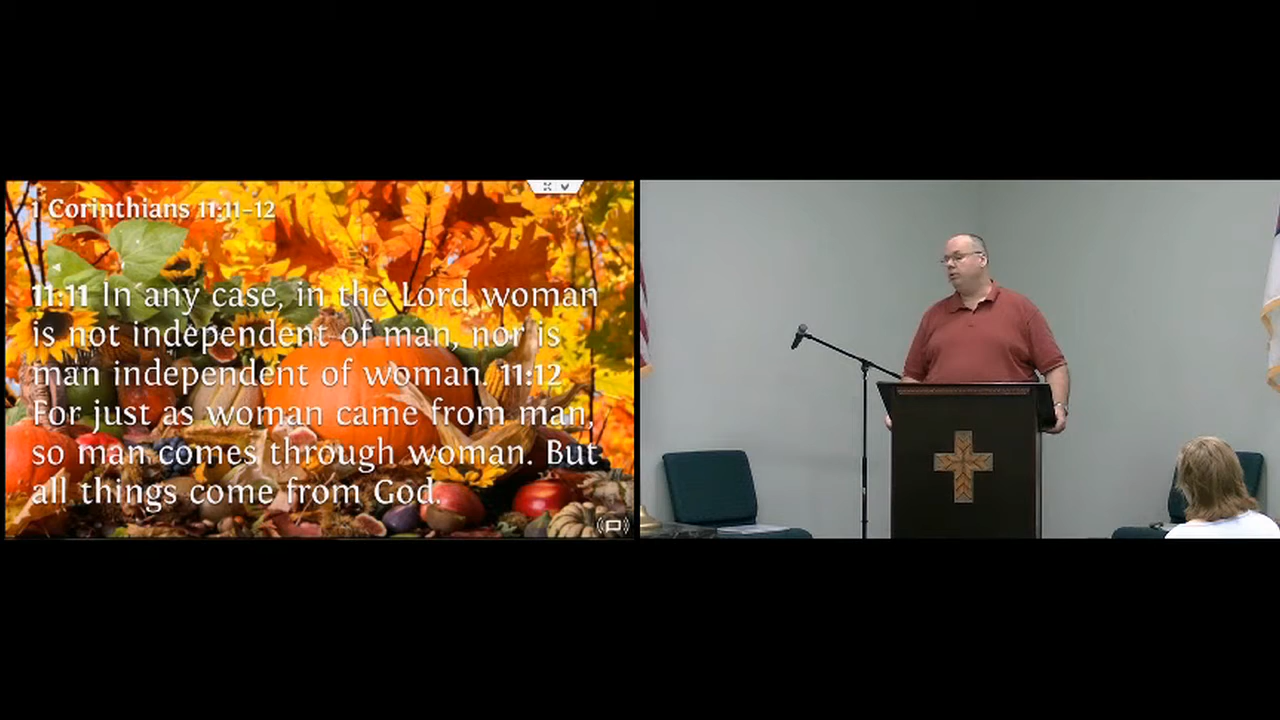 1 Corinthians 11:11-12
11:11 In any case, in the Lord woman
is not independent of man, nor is
man independent of woman. 11:12
For just as woman came from man,
so man comes through woman. But
all things come from God.